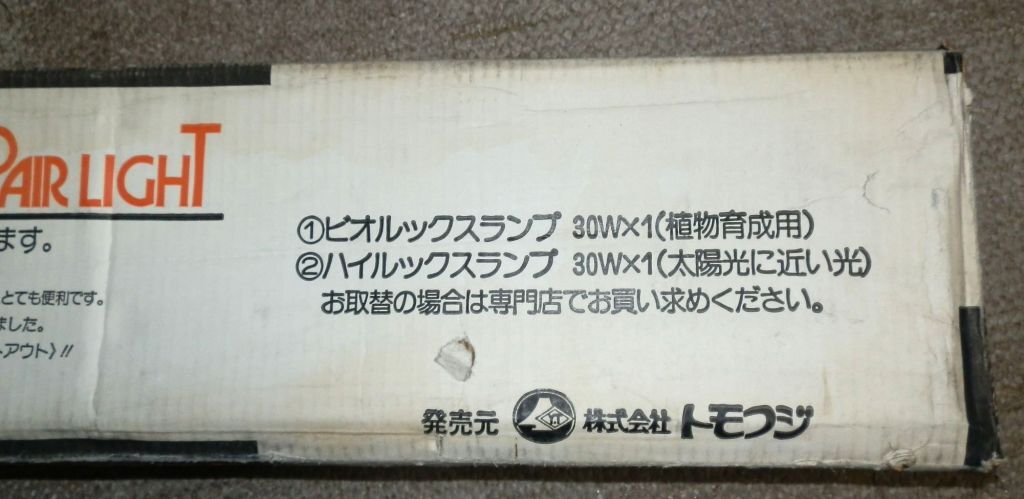 PAIR LIGHT
ます。
とても便利です。
ました。
トアウト〉!!
①ビオルックスランプ 30W×1(植物育成用)
②ハイルックスランプ 30W×1(太陽光に近い光)
お取替の場合は専門店でお買い求めください。
発売元 株式会社 トモフジ